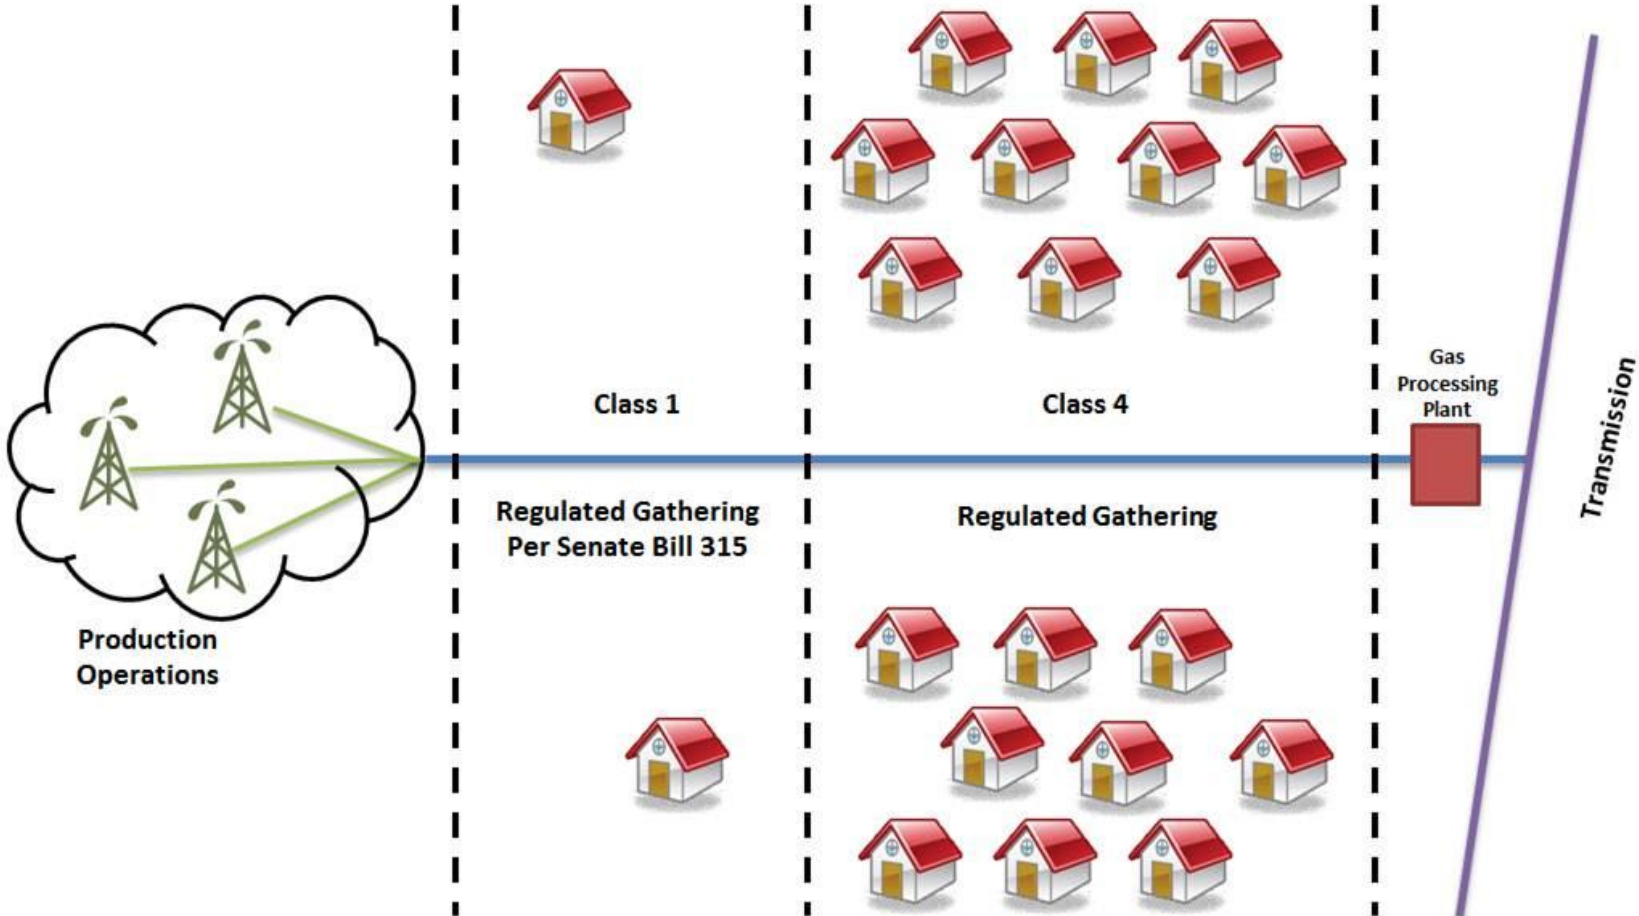 Class 1
Class 4
Gas
Processing
Plant
Transmission
Regulated Gathering
Per Senate Bill 315
Regulated Gathering
Production
Operations